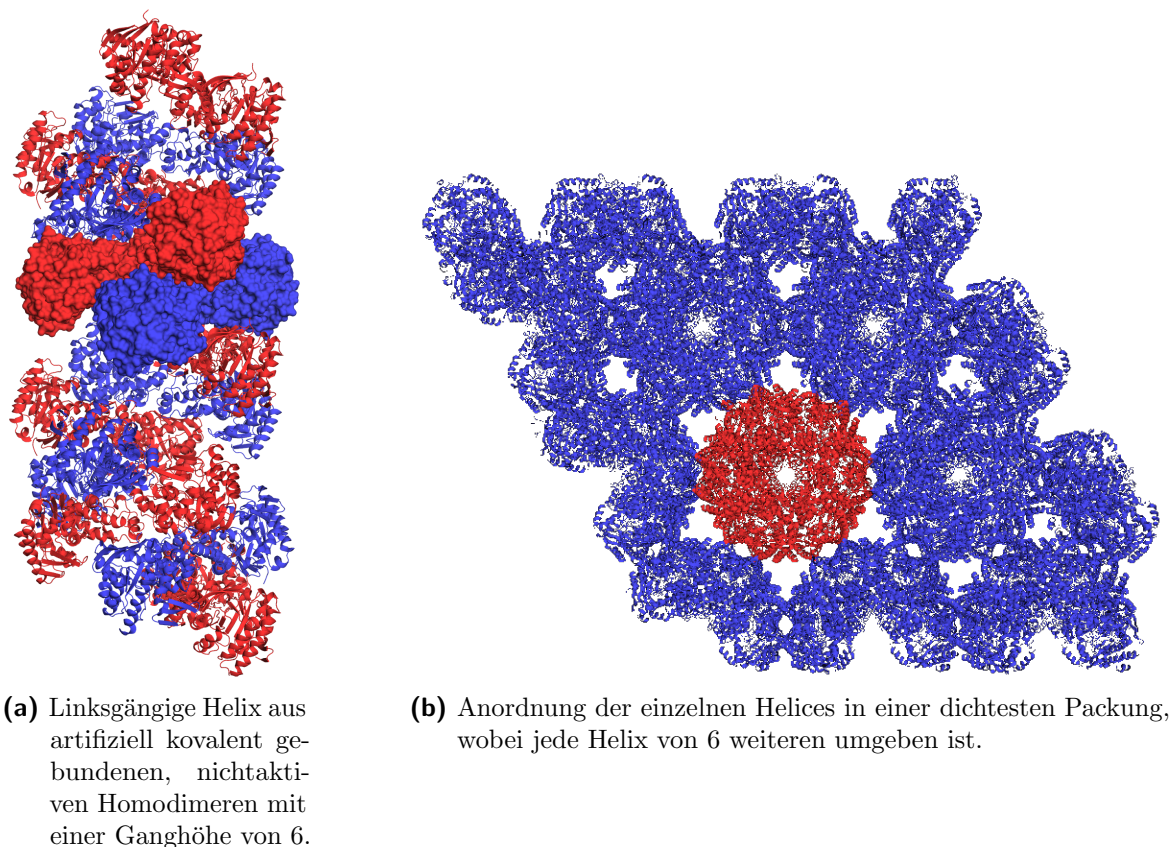 (a) Linksgängige Helix aus
artifiziell kovalent ge-
bundenen, nichtakti-
ven Homodimeren mit
einer Ganghöhe von 6.
(b) Anordnung der einzelnen Helices in einer dichtesten Packung,
wobei jede Helix von 6 weiteren umgeben ist.